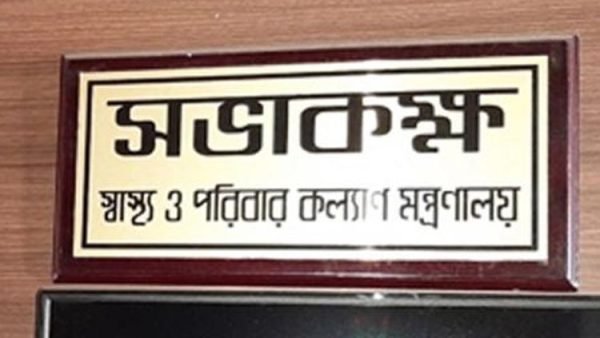 সভাকক্ষ
স্বাস্থ্য ও পরিবার কল্যাণ মন্ত্রণালয়